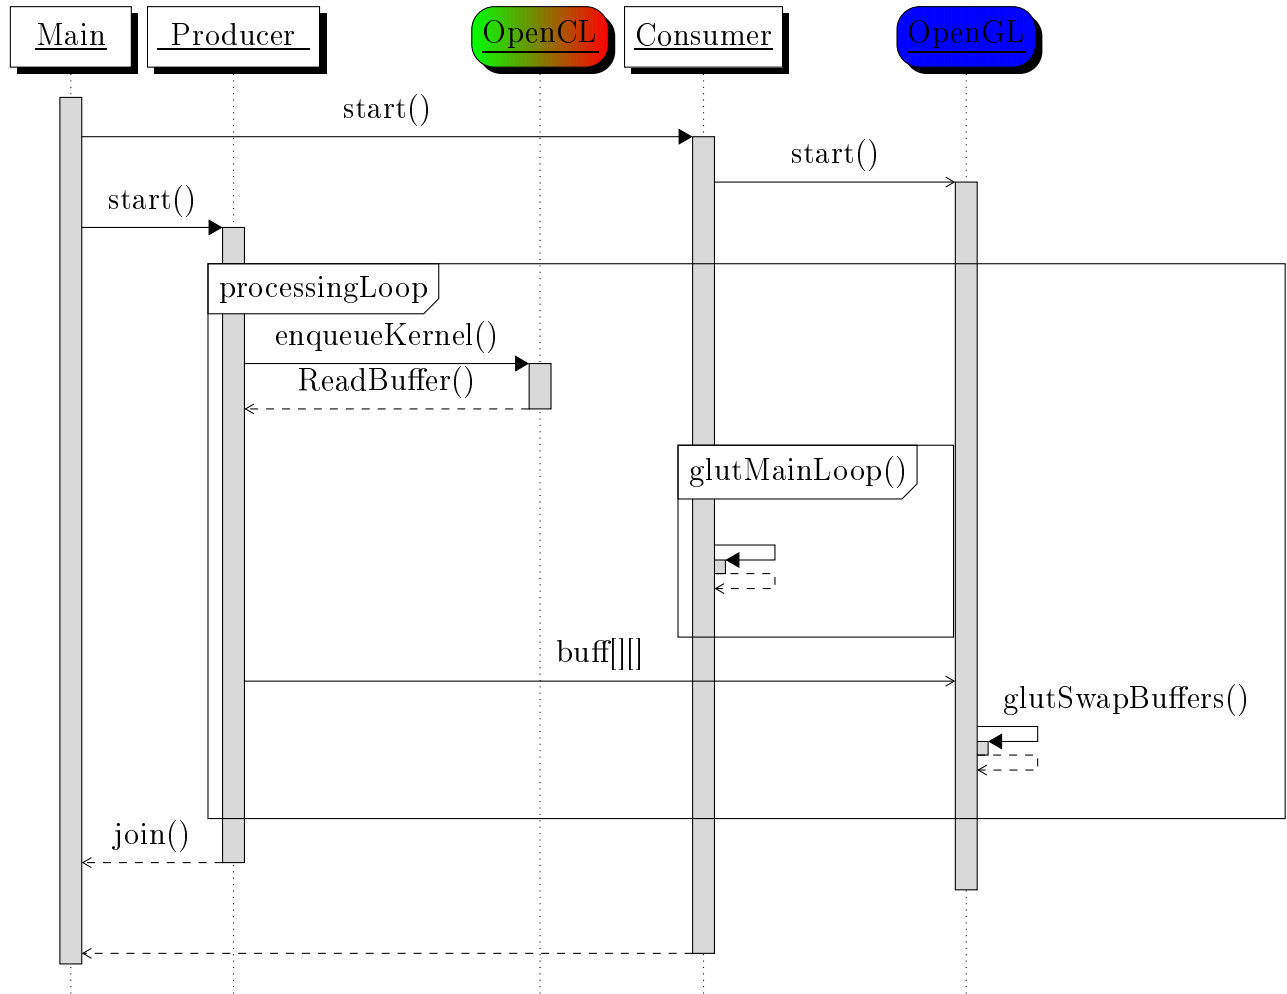 Main
Producer
OpenCL
Consumer
OpenGL
start()
start()
start()
processingLoop
enqueueKernel()
ReadBuffer()
glutMainLoop()
buff[][]
glutSwapBuffers()
join()